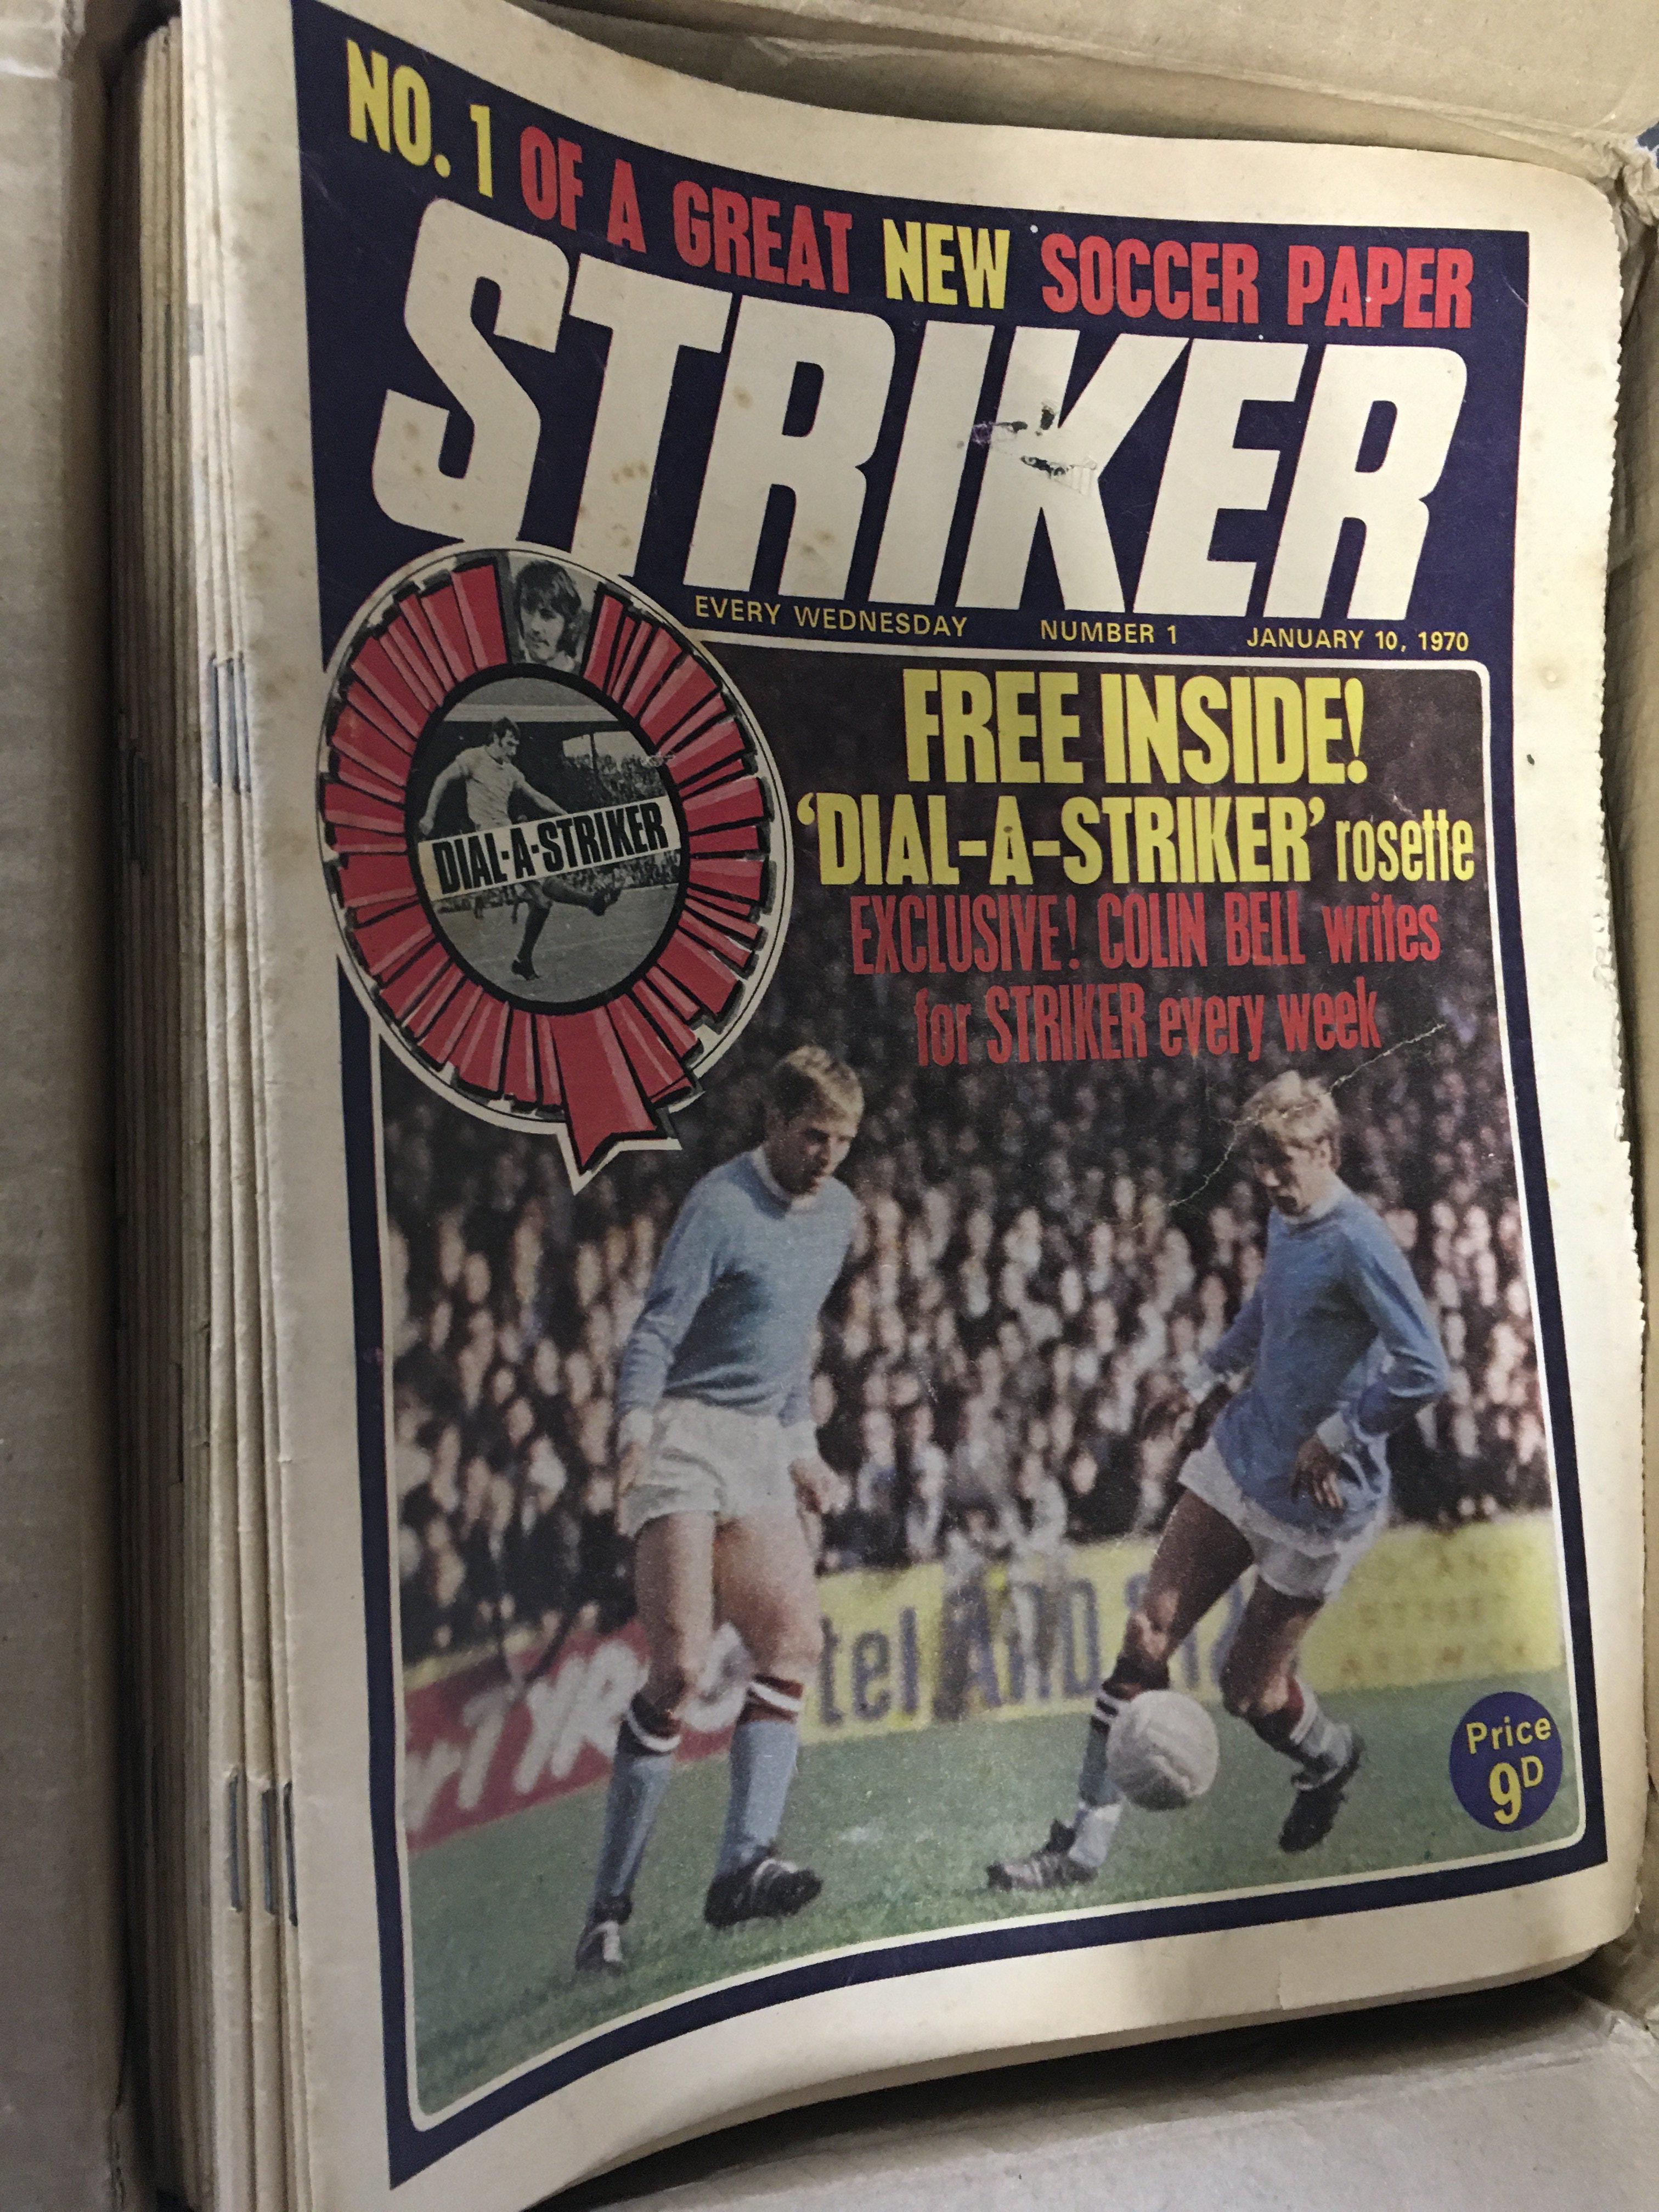 NO. 1 OF A GREAT NEW SOCCER PAPER
STRIKER
EVERY WEDNESDAY NUMBER 1 JANUARY 10, 1970
DIAL-A-STRIKER
FREE INSIDE!
'DIAL-A-STRIKER' rosette
EXCLUSIVE! COLIN BELL writes
for STRIKER every week
Price
9D